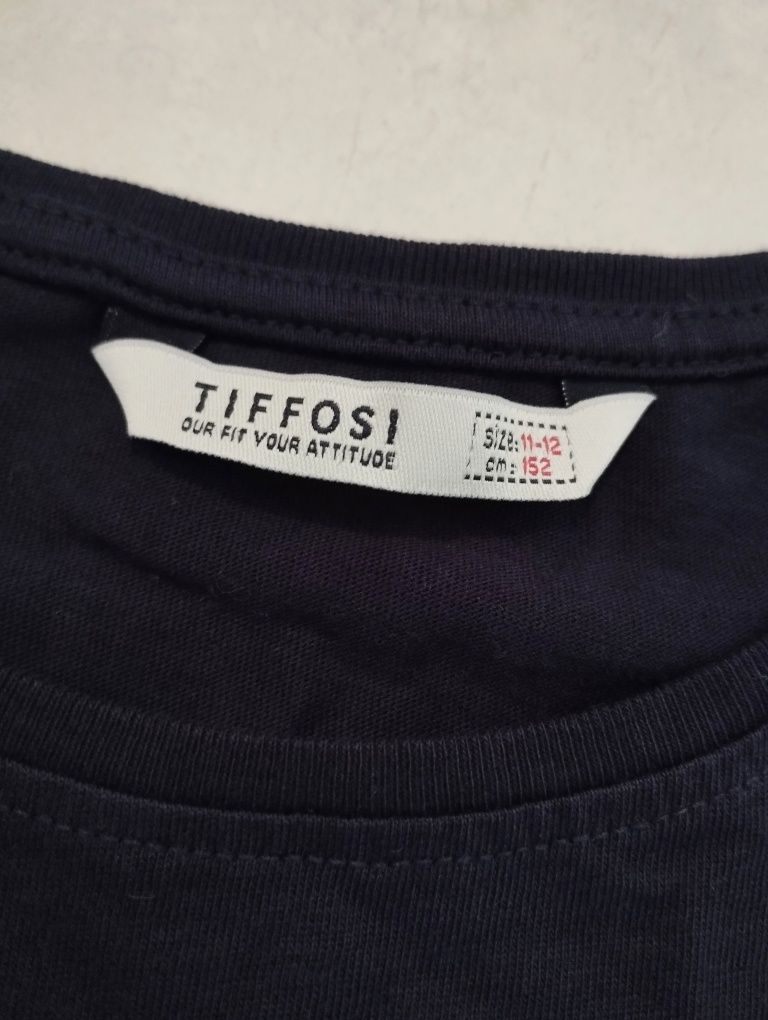 TIFFOSI
OUR FIT YOUR ATTITUDE
Size: 11-12
cm: 152